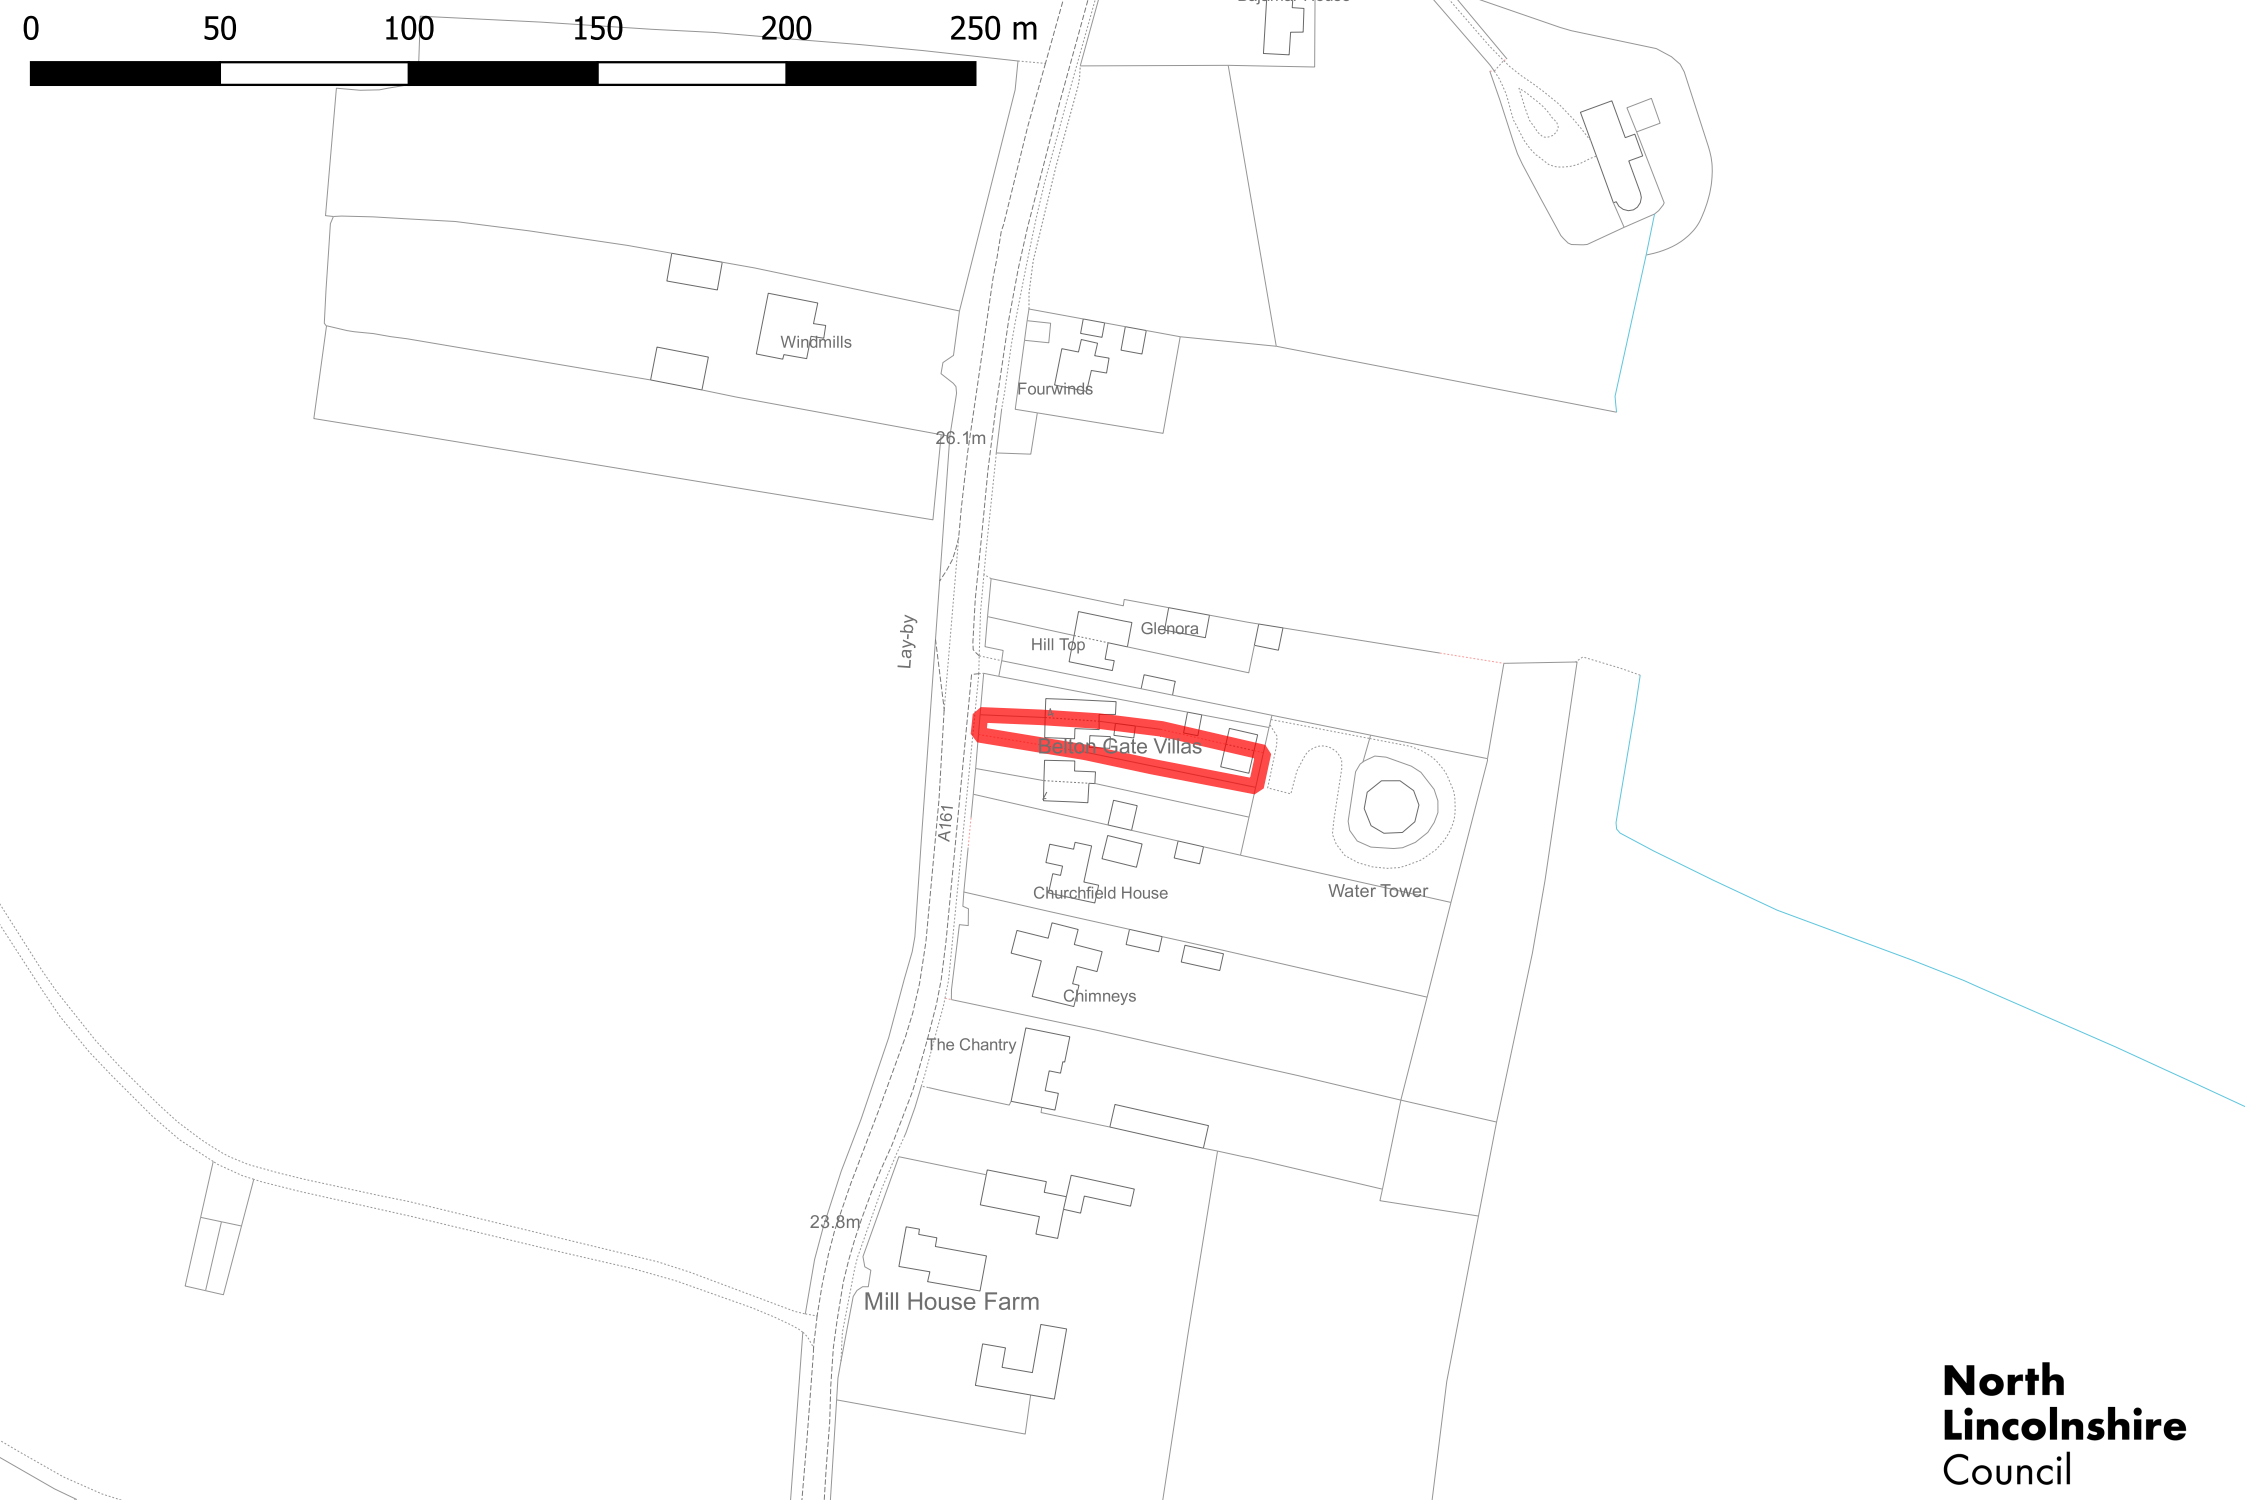 0 50 100 150 200 250 m
Windmills
Fourwinds
26.1m
Lay-by
Glenora
Hill Top
Belton Gate Villas
A161
Water Tower
Churchfield House
Chimneys
The Chantry
23.8m
Mill House Farm
North
Lincolnshire
Council